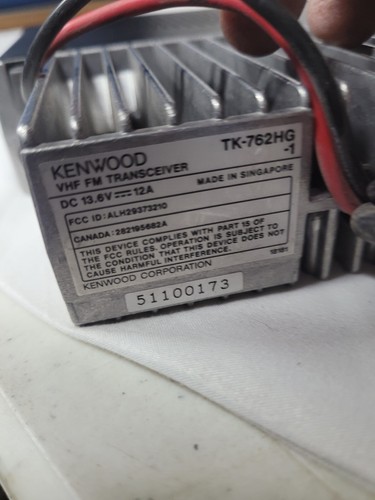 KENWOOD
TK-762HG
-1
VHF FM TRANSCEIVER
DC 13.6V ⎓ 12A
MADE IN SINGAPORE
FCC ID : ALH29373210
CANADA : 282195682A
THIS DEVICE COMPLIES WITH PART 15 OF
THE FCC RULES. OPERATION IS SUBJECT TO
THE CONDITION THAT THIS DEVICE DOES NOT
CAUSE HARMFUL INTERFERENCE.
KENWOOD CORPORATION
51100173